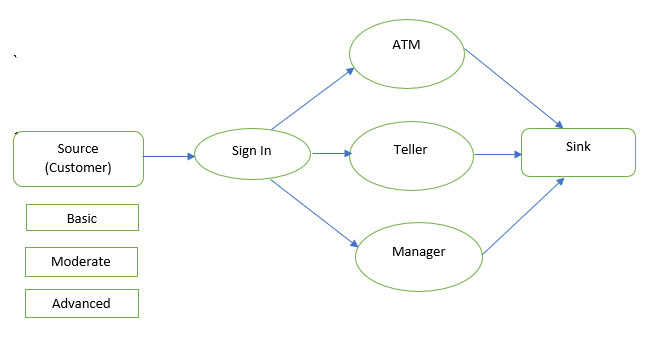 ATM
Source
(Customer)
Sign In
Teller
Sink
Basic
Manager
Moderate
Advanced